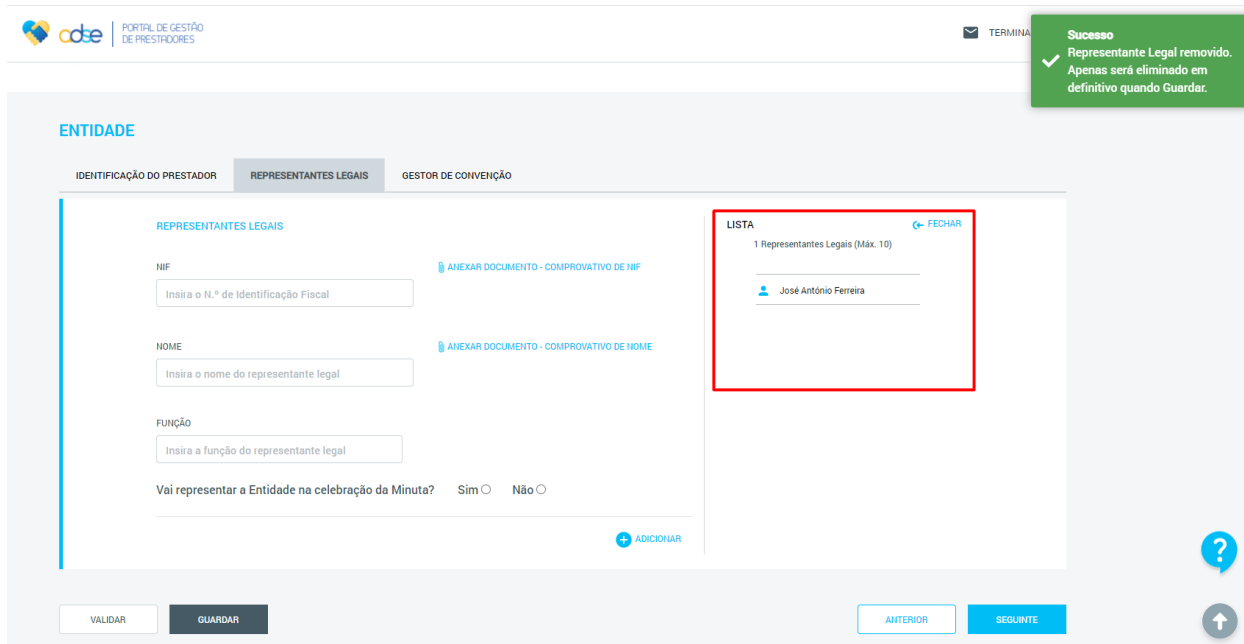 adse
PORTAL DE GESTÃO
DE PRESTADORES
TERMINA
Sucesso
Representante Legal removido.
Apenas será eliminado em
definitivo quando Guardar.
ENTIDADE
IDENTIFICAÇÃO DO PRESTADOR
REPRESENTANTES LEGAIS
GESTOR DE CONVENÇÃO
REPRESENTANTES LEGAIS
NIF
ANEXAR DOCUMENTO - COMPROVATIVO DE NIF
Insira o N.º de Identificação Fiscal
NOME
ANEXAR DOCUMENTO - COMPROVATIVO DE NOME
Insira o nome do representante legal
FUNÇÃO
Insira a função do representante legal
Vai representar a Entidade na celebração da Minuta? Sim Não
ADICIONAR
LISTA
FECHAR
1 Representantes Legais (Máx. 10)
José António Ferreira
VALIDAR
GUARDAR
ANTERIOR
SEGUINTE
?